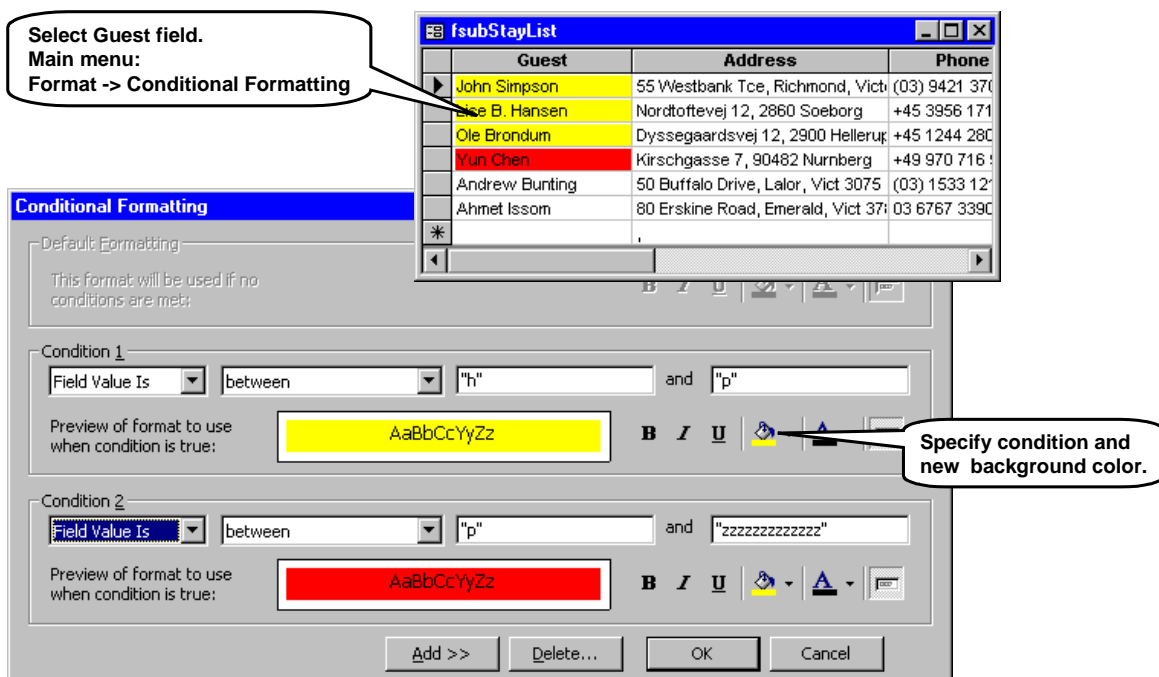 Select Guest field.
Main menu:
Format -> Conditional Formatting
fsubStayList
Guest Address Phone
John Simpson 55 Westbank Tce, Richmond, Vict (03) 9421 370
Lise B. Hansen Nordtoftevej 12, 2860 Soeborg +45 3956 171
Ole Brondum Dyssegaardsvej 12, 2900 Hellerup +45 1244 280
Yun Chen Kirschgasse 7, 90482 Nurnberg +49 970 716
Andrew Bunting 50 Buffalo Drive, Lalor, Vict 3075 (03) 1533 12
Ahmet Issom 80 Erskine Road, Emerald, Vict 37 03 6767 3390
,
Conditional Formatting
Default Formatting
This format will be used if no
conditions are met:
B I U A
Condition 1
Field Value Is between "h" and "p"
Preview of format to use
when condition is true:
AaBbCcYyZz
B I U A
Specify condition and
new background color.
Condition 2
Field Value Is between "p" and "zzzzzzzzzzzzz"
Preview of format to use
when condition is true:
AaBbCcYyZz
B I U A
Add >> Delete... OK Cancel